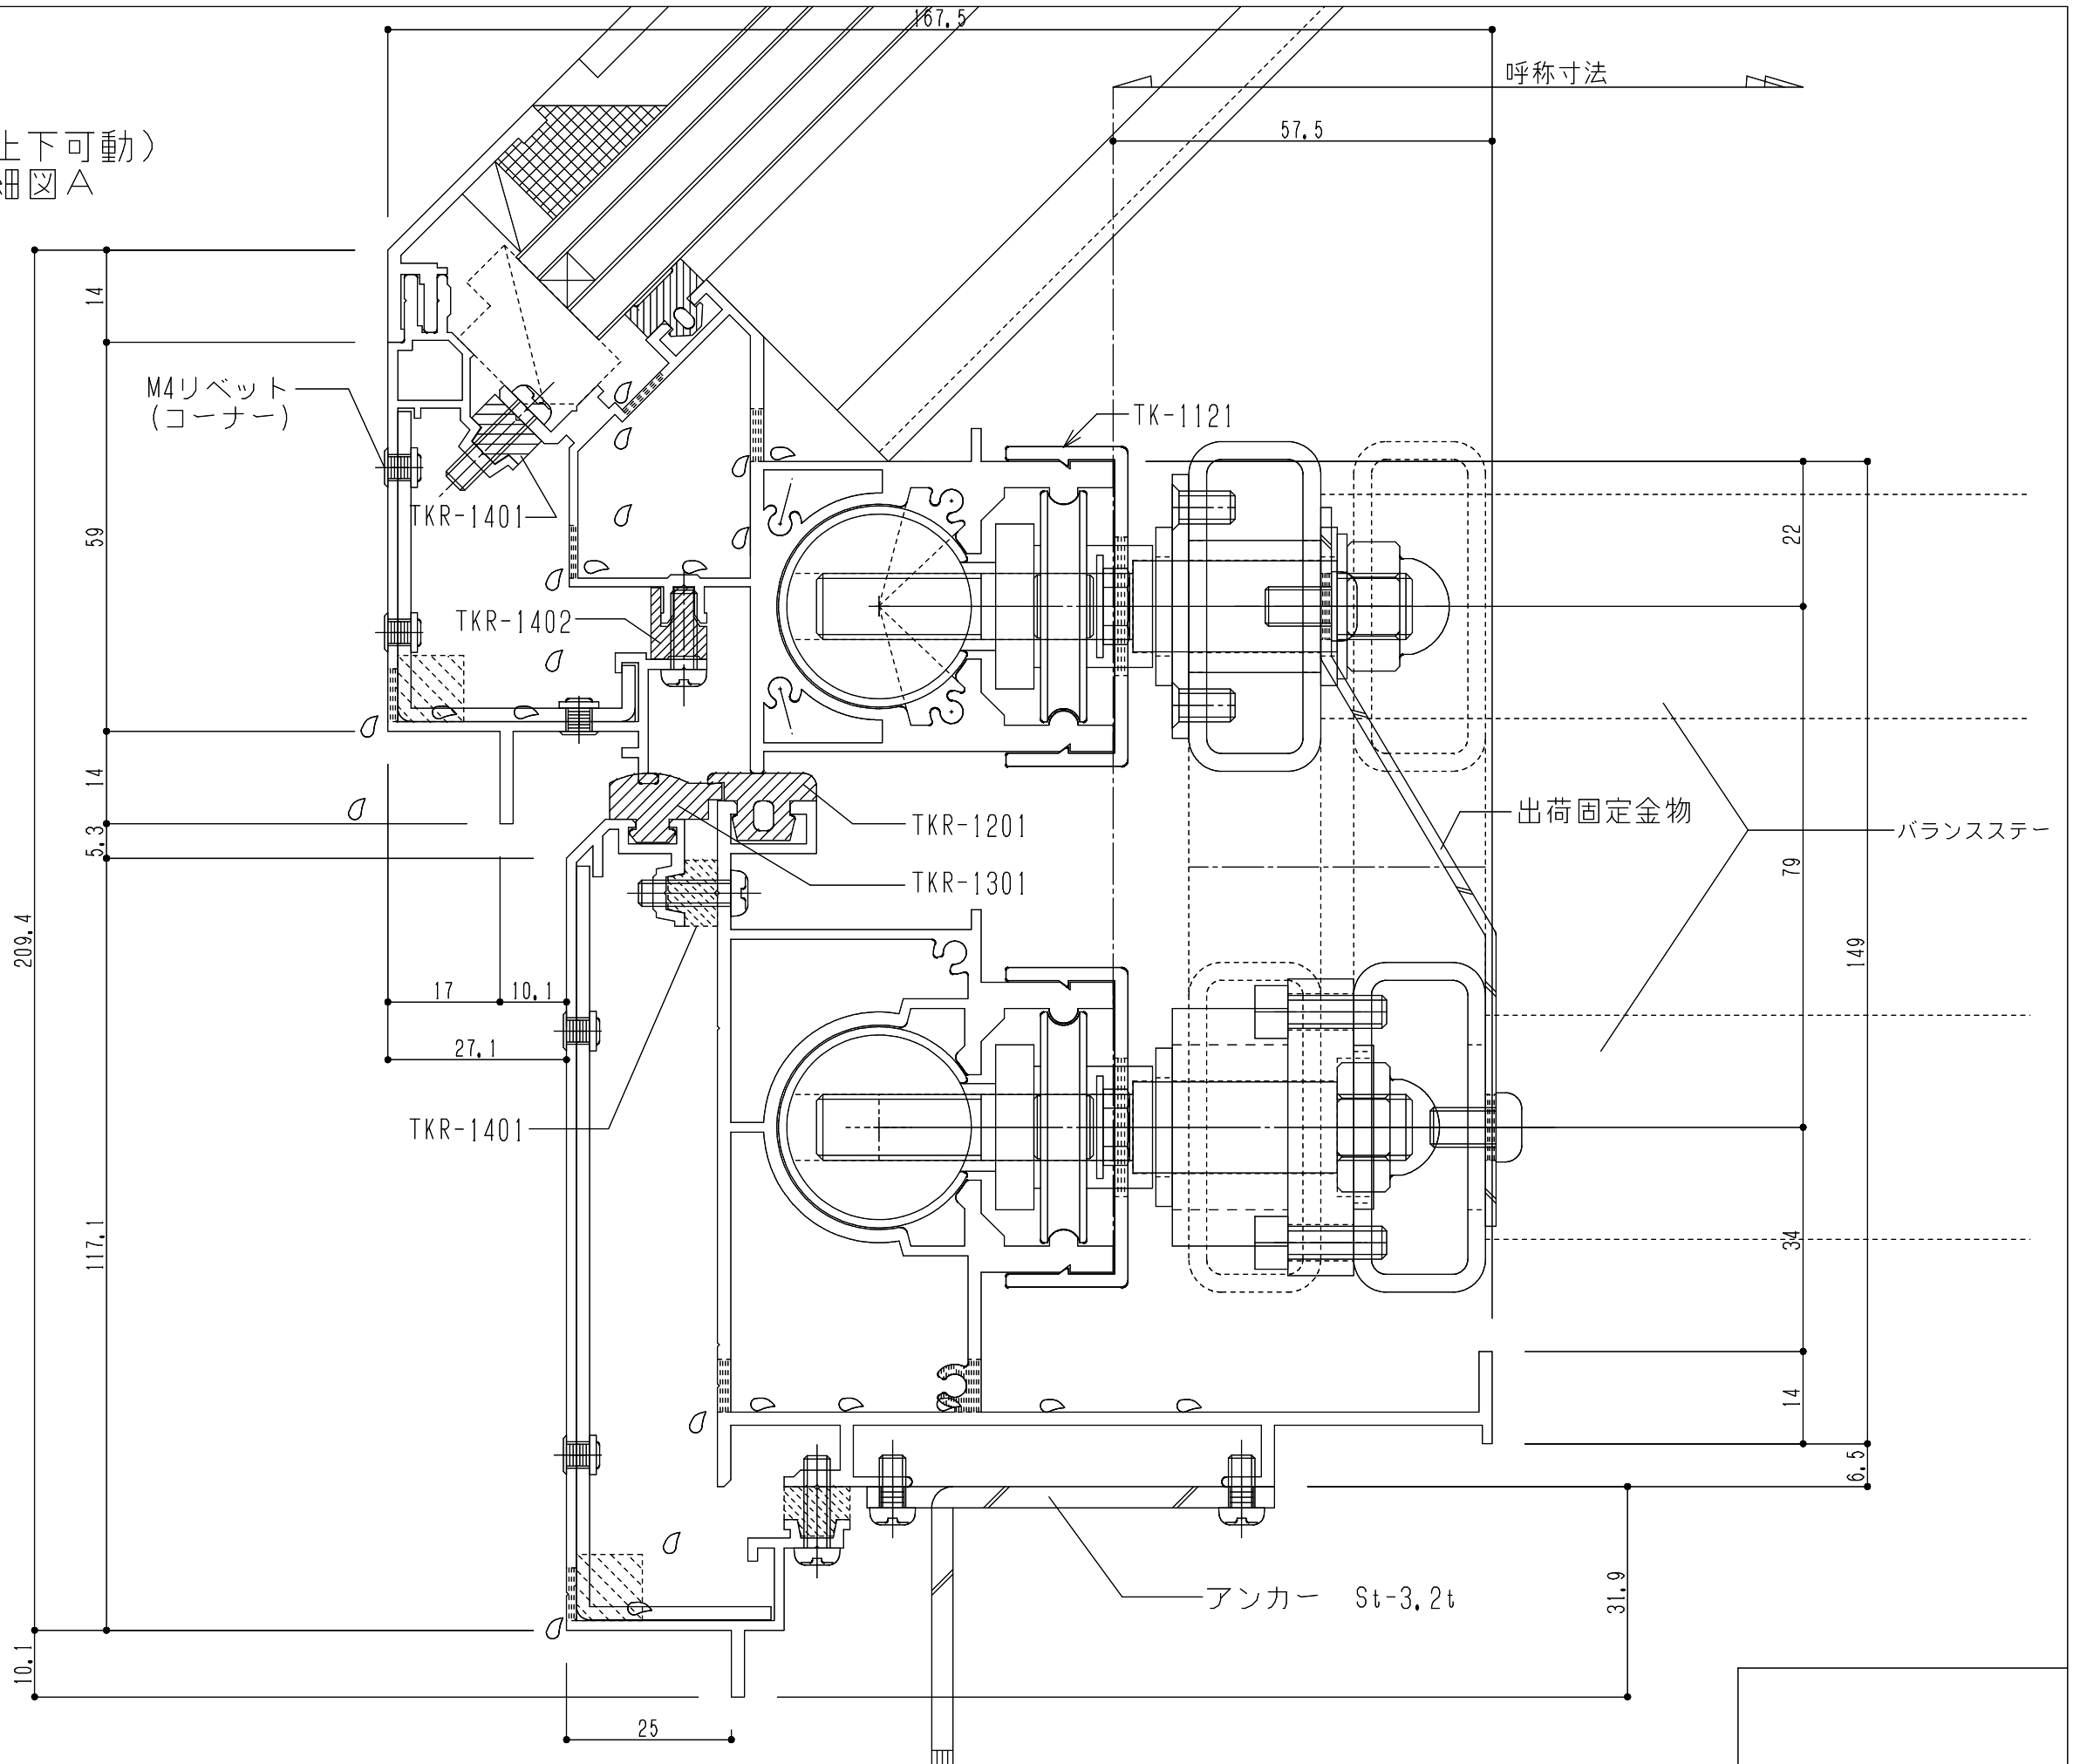 167.5
呼称寸法
57.5
上下可動)
細図A
14
M4リベット
(コーナー)
TK-1121
TKR-1401
59
22
TKR-1402
14
出荷固定金物
TKR-1201
バランスステー
5.3
79
TKR-1301
209.4
149
17
10.1
27.1
TKR-1401
117.1
34
14
6.5
アンカー St-3.2t
31.9
10.1
25